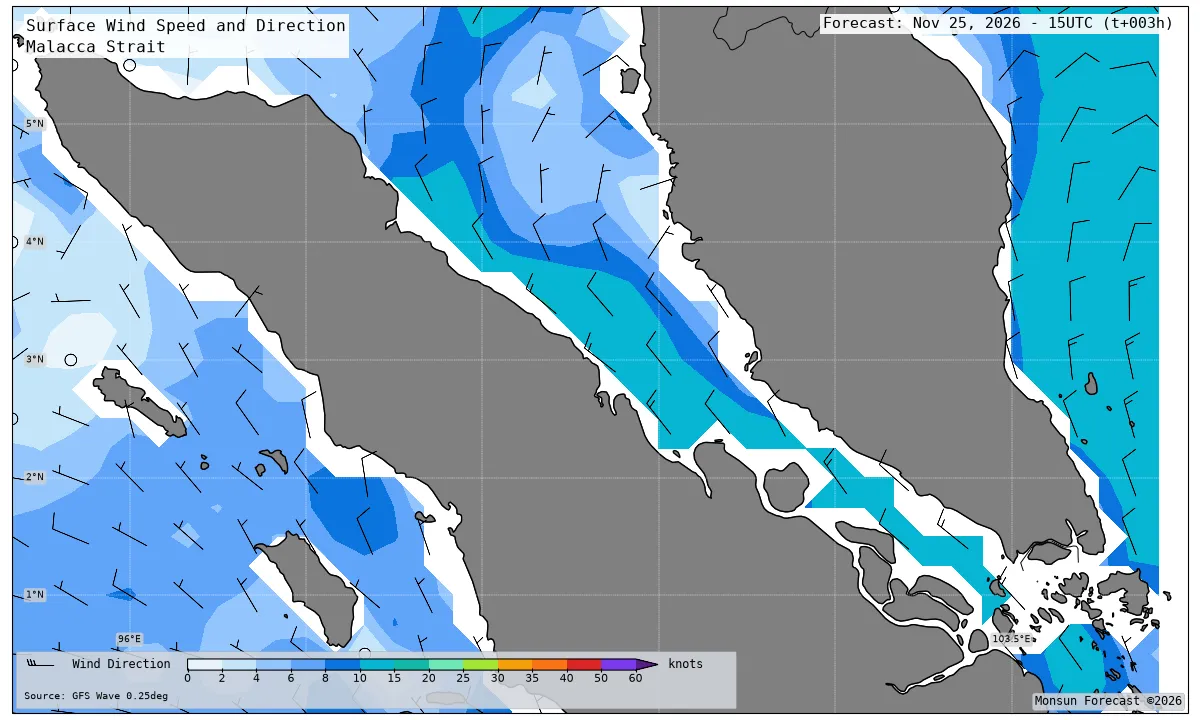 Surface Wind Speed and Direction
Malacca Strait
Forecast: Nov 25, 2026 - 15UTC (t+003h)
5°N
4°N
3°N
2°N
1°N
96°E
103.5°E
Wind Direction
0 2 4 6 8 10 15 20 25 30 35 40 50 60
knots
Source: GFS Wave 0.25deg
Monsun Forecast ©2026